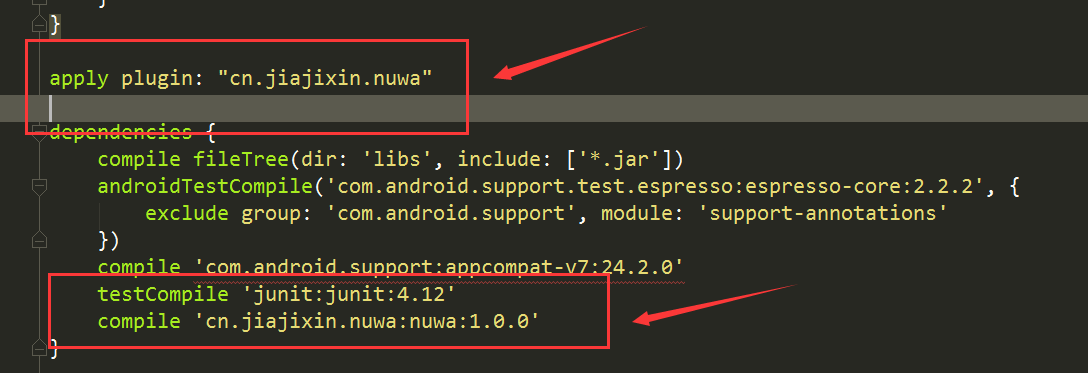 }
}
apply plugin: "cn.jiajixin.nuwa"
dependencies {
compile fileTree(dir: 'libs', include: ['*.jar'])
androidTestCompile('com.android.support.test.espresso:espresso-core:2.2.2', {
exclude group: 'com.android.support', module: 'support-annotations'
})
compile 'com.android.support:appcompat-v7:24.2.0'
testCompile 'junit:junit:4.12'
compile 'cn.jiajixin.nuwa:nuwa:1.0.0'
}